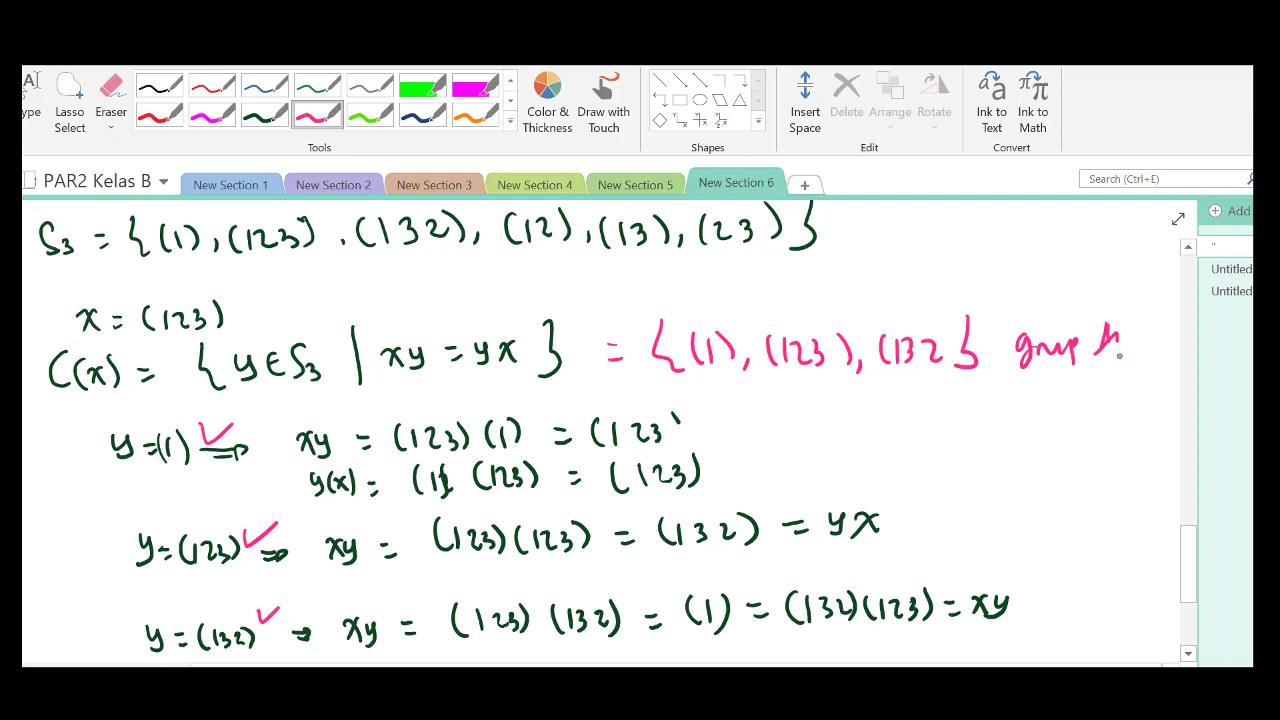 Type
Lasso Select
Eraser
Color & Thickness
Draw with Touch
Insert Space
Delete
Arrange
Rotate
Ink to Text
Ink to Math
Tools
Shapes
Edit
Convert
PAR2 Kelas B
New Section 1
New Section 2
New Section 3
New Section 4
New Section 5
New Section 6
+
Search (Ctrl+E)
Add
S₃ = {(1), (123), (132), (12), (13), (23)}
Untitled
Untitled
x = (123)
C(x) = {y ∈ S₃ | xy = yx} = {(1), (123), (132} grup
y = (1) ✓ ⇒ xy = (123)(1) = (123)
y(x) = (1)(123) = (123)
y = (123) ✓ ⇒ xy = (123)(123) = (132) = yx
y = (132) ✓ ⇒ xy = (123)(132) = (1) = (132)(123) = xy